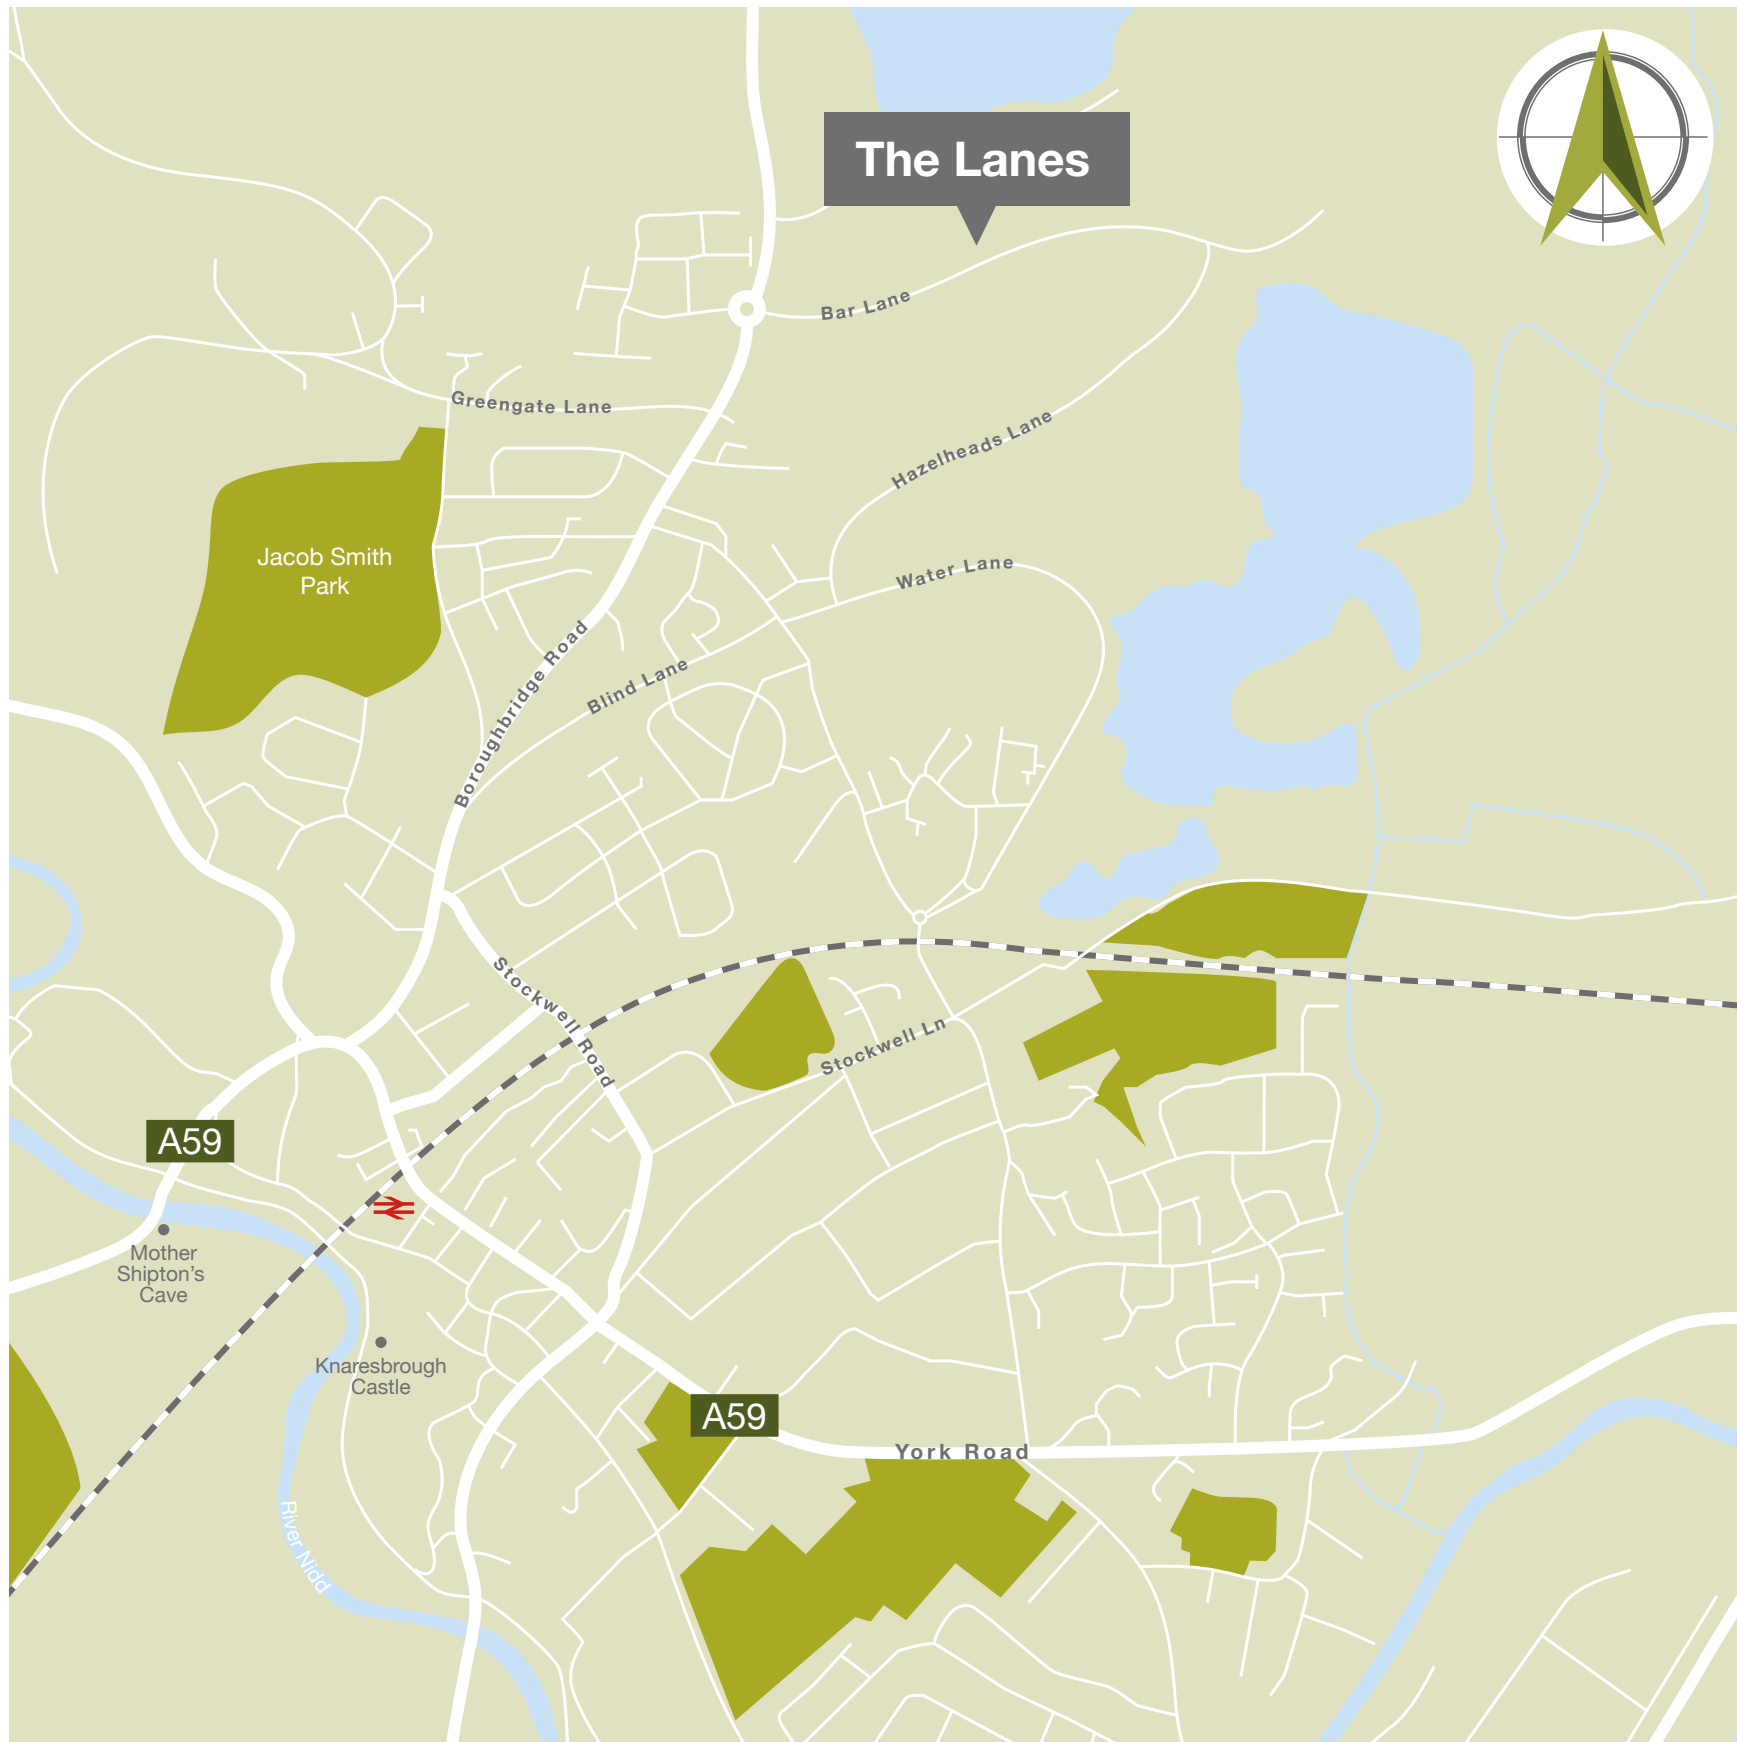 The Lanes
Bar Lane
Greengate Lane
Hazelheads Lane
Jacob Smith
Park
Water Lane
Boroughbridge Road
Blind Lane
Stockwell Road
Stockwell Ln
A59
Mother
Shipton's
Cave
Knaresbrough
Castle
A59
York Road
River Nidd